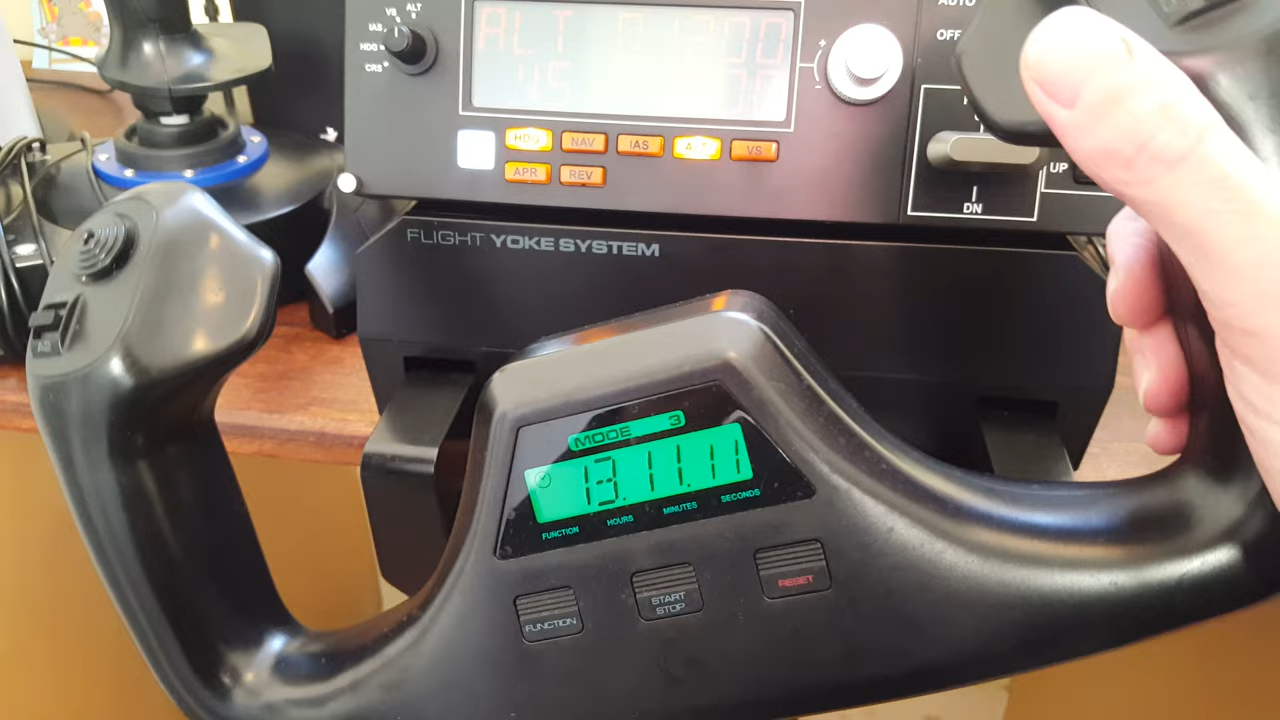 VS ALT
IAS
HDG
CRS
ALT
AUTO
OFF
+
-
HDG NAV IAS ALT VS
APR REV
UP
DN
FLIGHT YOKE SYSTEM
A2
MODE 3
13.11.11
FUNCTION HOURS MINUTES SECONDS
FUNCTION
START
STOP
RESET